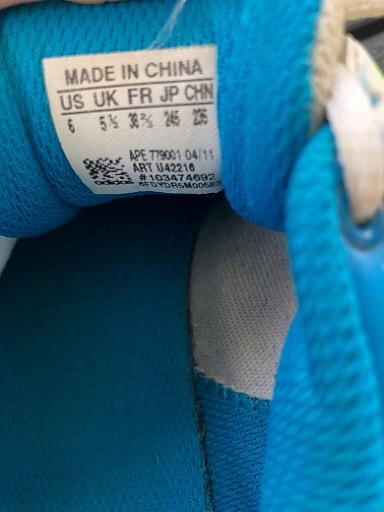 MADE IN CHINA
US UK FR JP CHN
6 5½ 38⅔ 245 235
APE 779001 04/11
ART U42216
#103474692
adidas